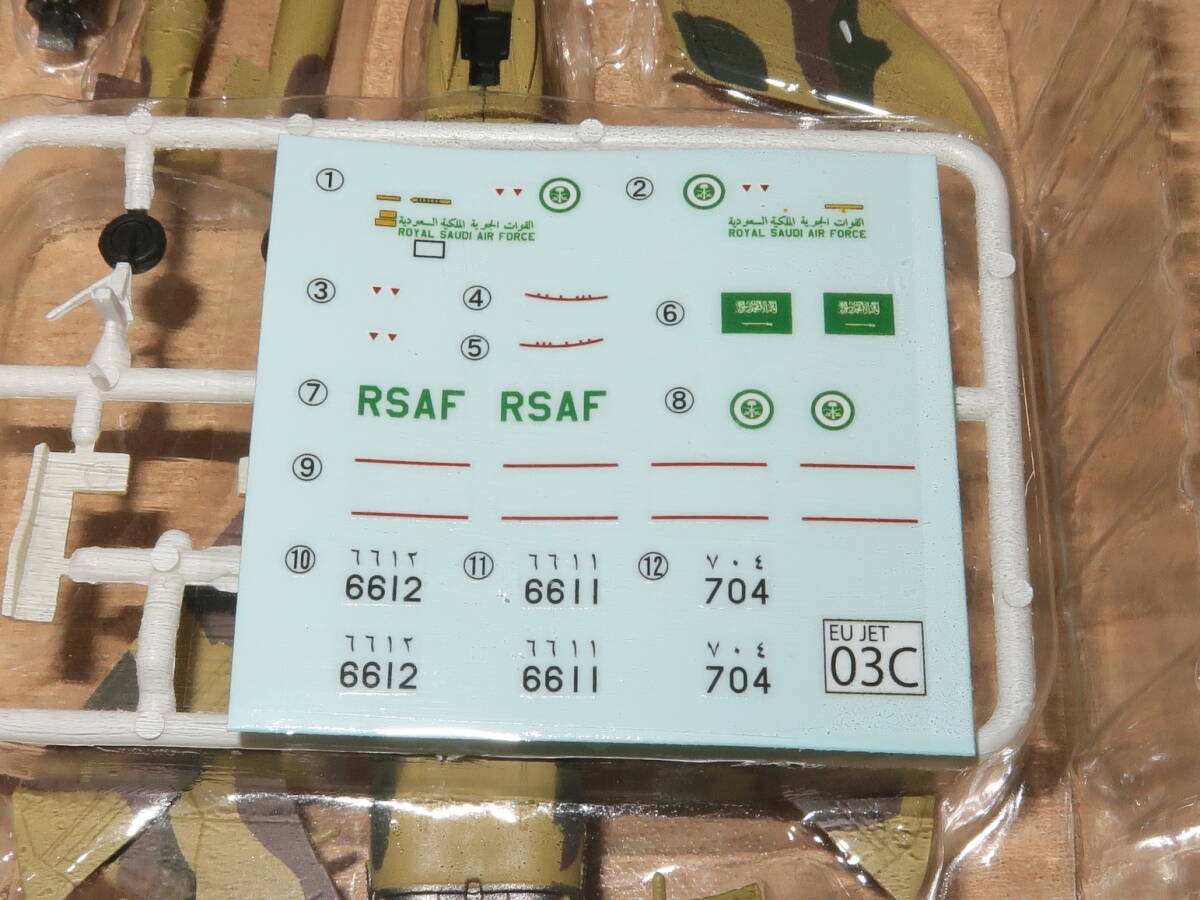 ① ②
القوات الجوية الملكية السعودية
ROYAL SAUDI AIR FORCE
القوات الجوية الملكية السعودية
ROYAL SAUDI AIR FORCE
③ ④ ⑤ ⑥
⑦ RSAF RSAF ⑧
⑨
⑩ ٦٦١٢ ⑪ ٦٦١١ ⑫ ٧٠٤
6612 6611 704
٦٦١٢ ٦٦١١ ٧٠٤
6612 6611 704
EU JET
03C